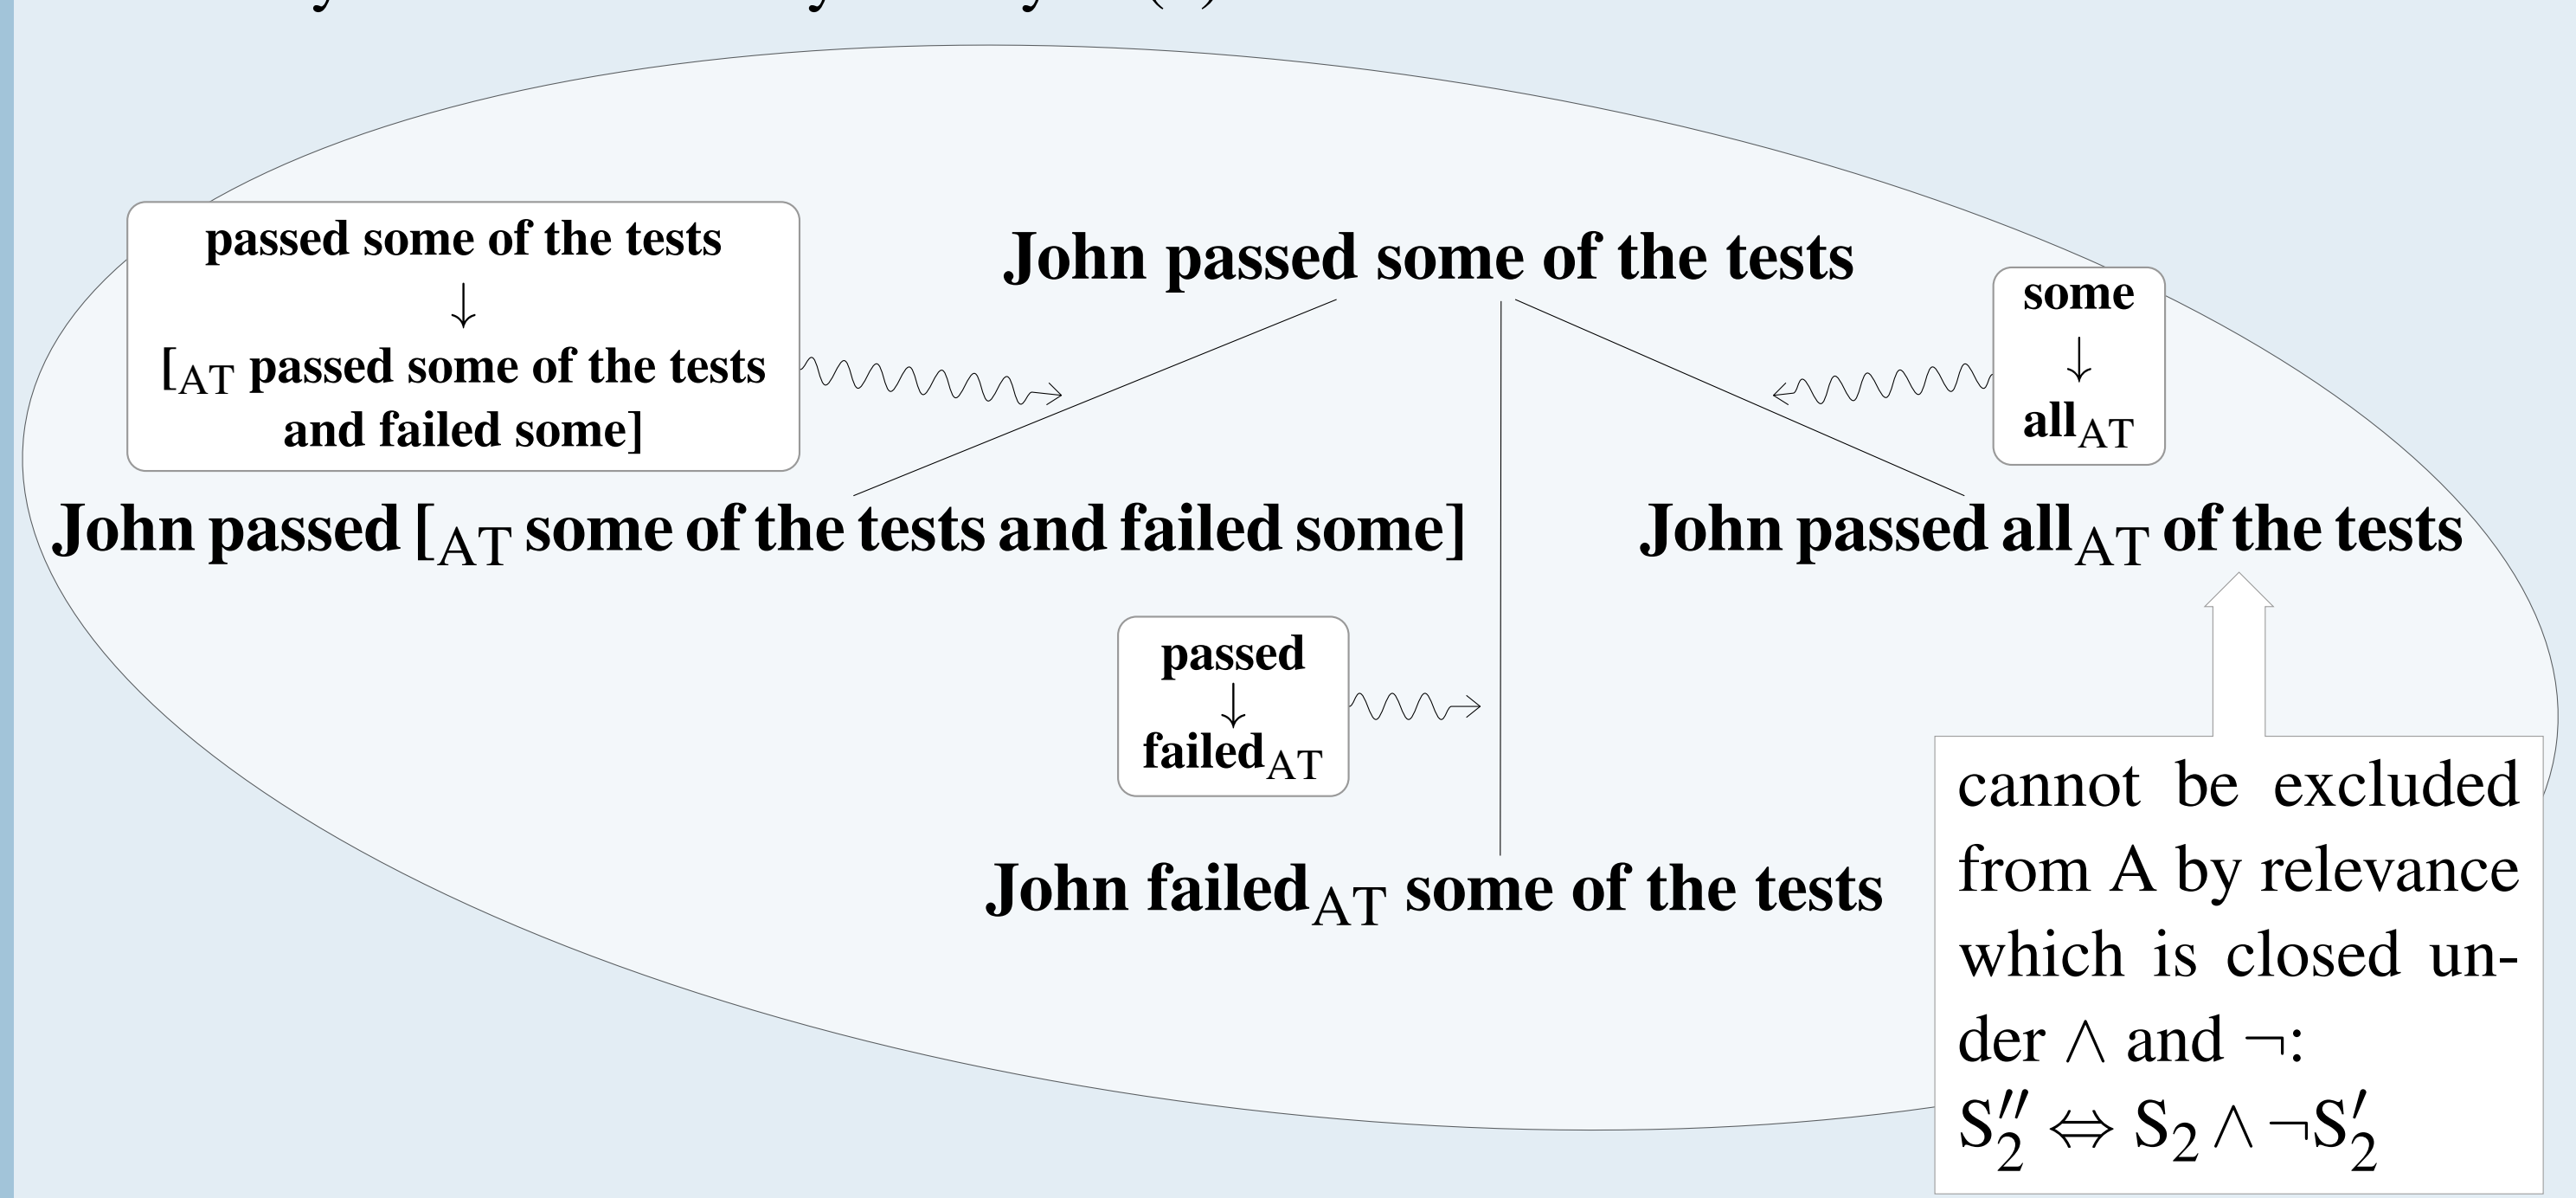 passed some of the tests
↓
[AT passed some of the tests
and failed some]
John passed some of the tests
some
↓
allAT
John passed [AT some of the tests and failed some]
John passed allAT of the tests
passed
↓
failedAT
John failedAT some of the tests
cannot be excluded
from A by relevance
which is closed un-
der ∧ and ¬:
S″₂ ⇔ S₂ ∧ ¬S′₂